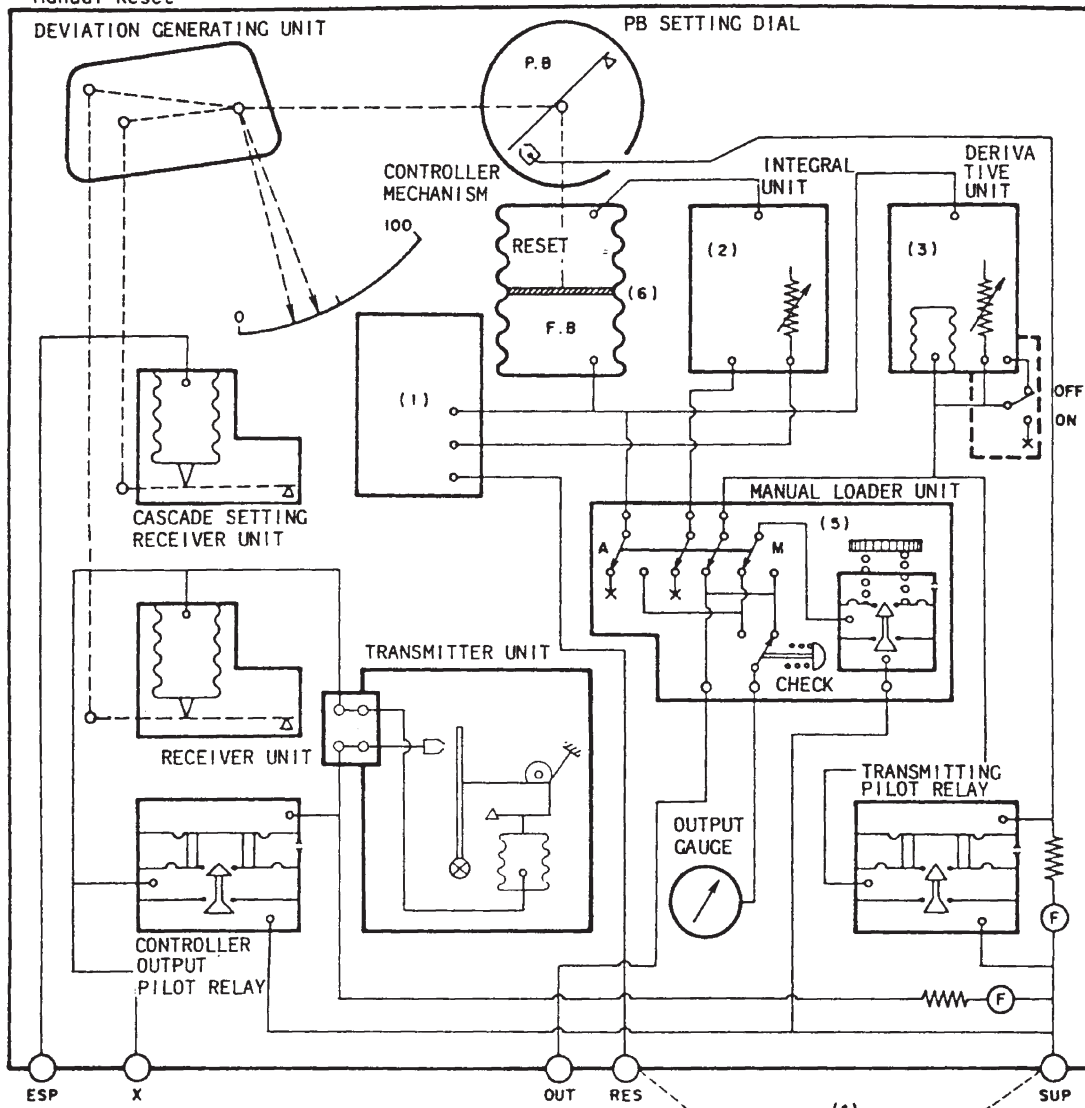 Manual Reset
DEVIATION GENERATING UNIT
PB SETTING DIAL
P.B
CONTROLLER
MECHANISM
INTEGRAL
UNIT
DERIVA
TIVE
UNIT
100
RESET
(2)
(3)
(6)
F.B
0
(1)
OFF
ON
CASCADE SETTING
RECEIVER UNIT
MANUAL LOADER UNIT
(5)
A
M
CHECK
TRANSMITTER UNIT
RECEIVER UNIT
TRANSMITTING
PILOT RELAY
OUTPUT
GAUGE
F
CONTROLLER
OUTPUT
PILOT RELAY
F
ESP
X
OUT
RES
SUP